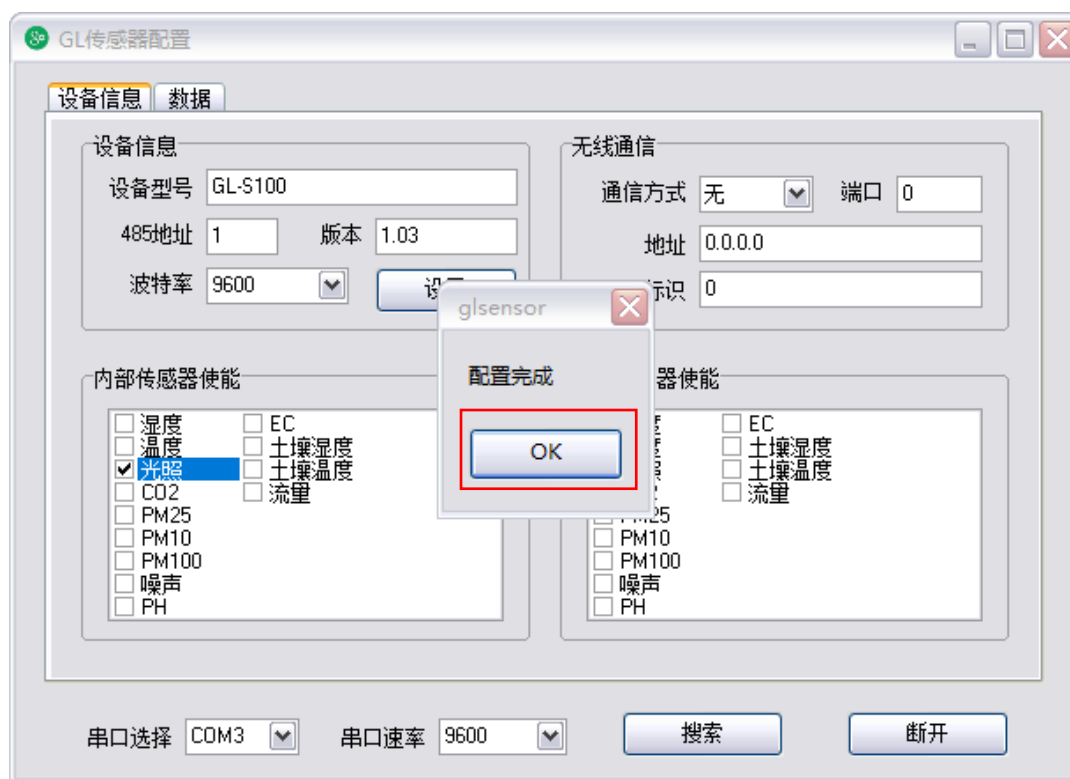 GL传感器配置
设备信息 数据
设备信息
设备型号 GL-S100
485地址 1 版本 1.03
波特率 9600
无线通信
通信方式 无 端口 0
地址 0.0.0.0
标识 0
glsensor
配置完成
OK
内部传感器使能
湿度
温度
光照
CO2
PM25
PM10
PM100
噪声
PH
EC
土壤湿度
土壤温度
流量
器使能
PM10
PM100
噪声
PH
EC
土壤湿度
土壤温度
流量
串口选择 COM3 串口速率 9600 搜索 断开